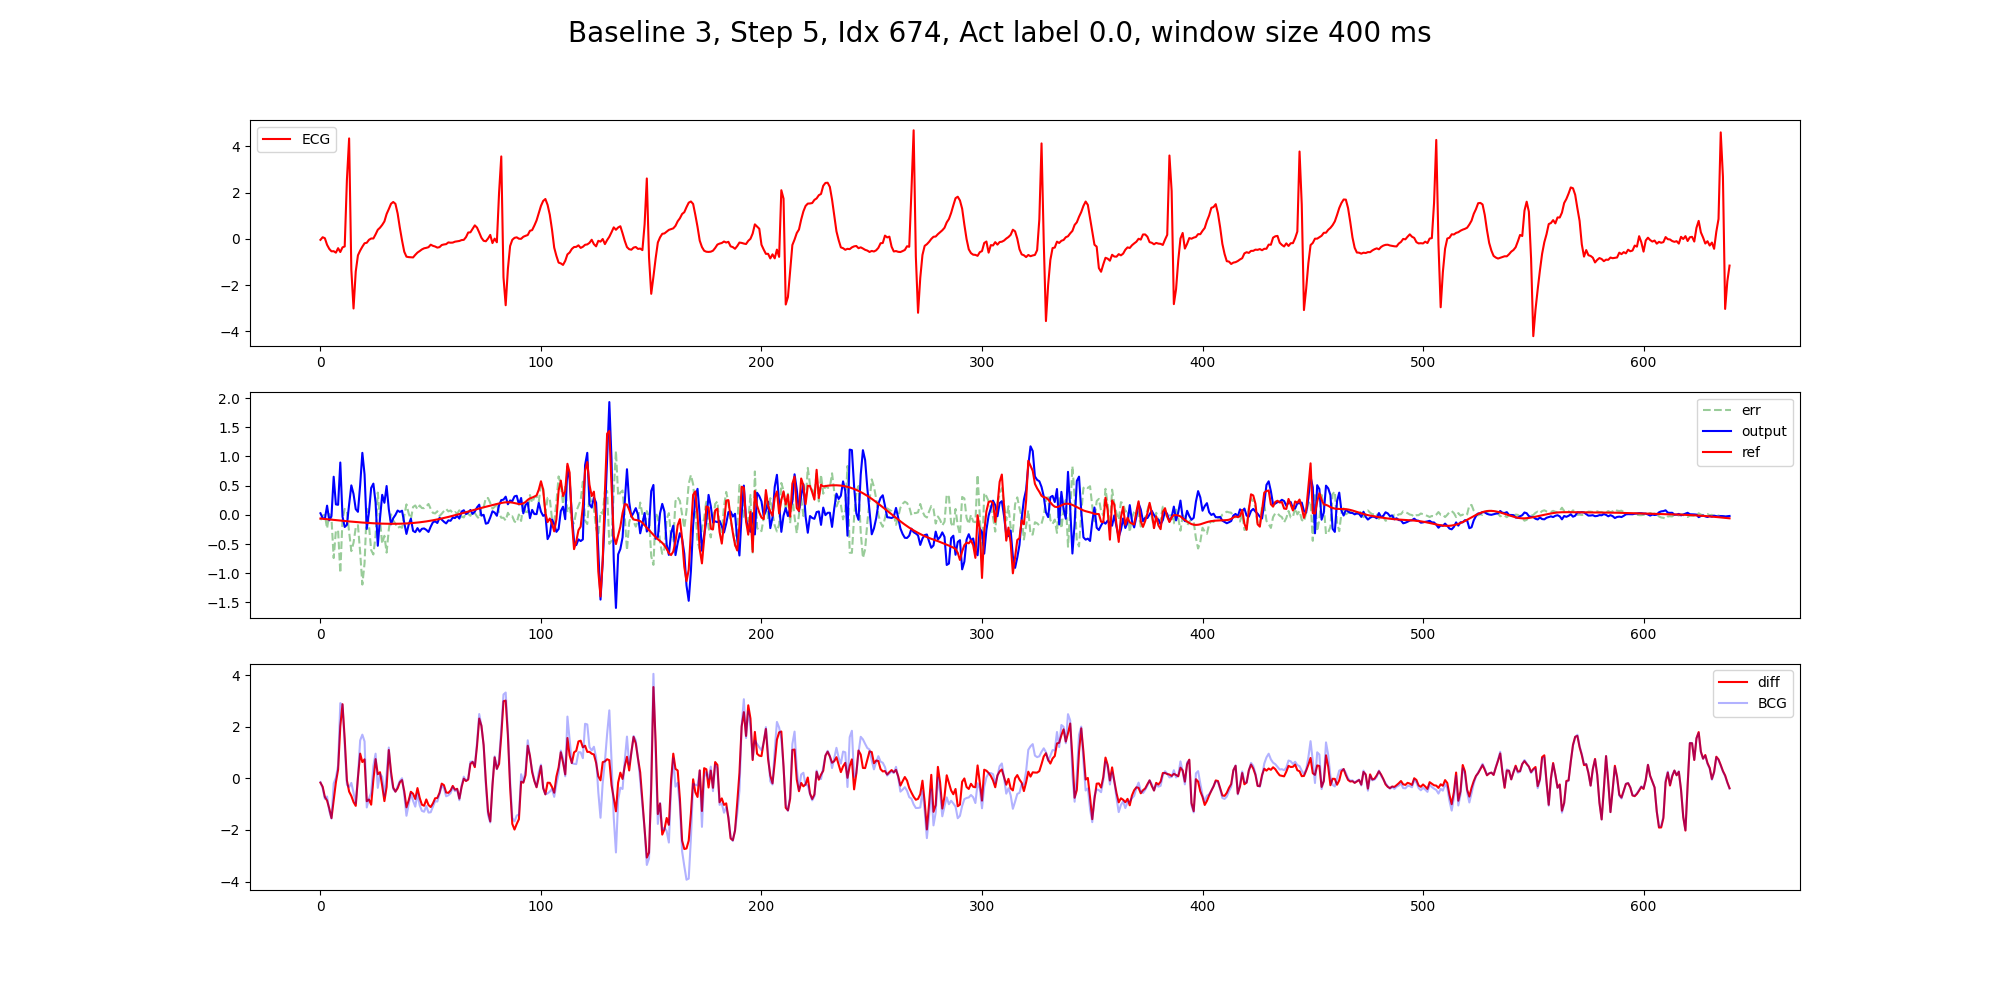 Baseline 3, Step 5, Idx 674, Act label 0.0, window size 400 ms
ECG
4
2
0
−2
−4
0 100 200 300 400 500 600
err
output
ref
2.0
1.5
1.0
0.5
0.0
−0.5
−1.0
−1.5
0 100 200 300 400 500 600
diff
BCG
4
2
0
−2
−4
0 100 200 300 400 500 600